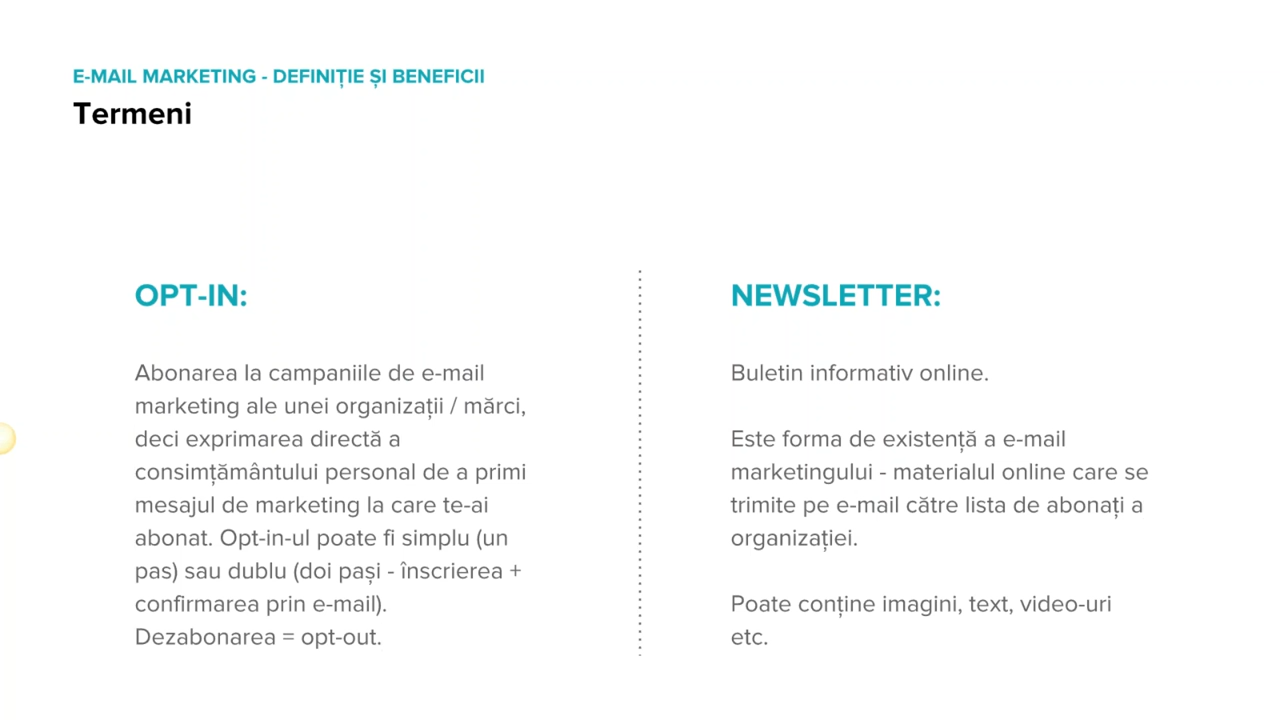 E-MAIL MARKETING - DEFINIȚIE ȘI BENEFICII
Termeni
OPT-IN:
Abonarea la campaniile de e-mail
marketing ale unei organizații / mărci,
deci exprimarea directă a
consimțământului personal de a primi
mesajul de marketing la care te-ai
abonat. Opt-in-ul poate fi simplu (un
pas) sau dublu (doi pași - înscrierea +
confirmarea prin e-mail).
Dezabonarea = opt-out.
NEWSLETTER:
Buletin informativ online.
Este forma de existență a e-mail
marketingului - materialul online care se
trimite pe e-mail către lista de abonați a
organizației.
Poate conține imagini, text, video-uri
etc.